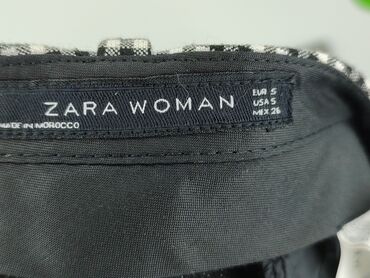 ZARA WOMAN
EUR S
USA S
MEX 26
MADE IN MOROCCO